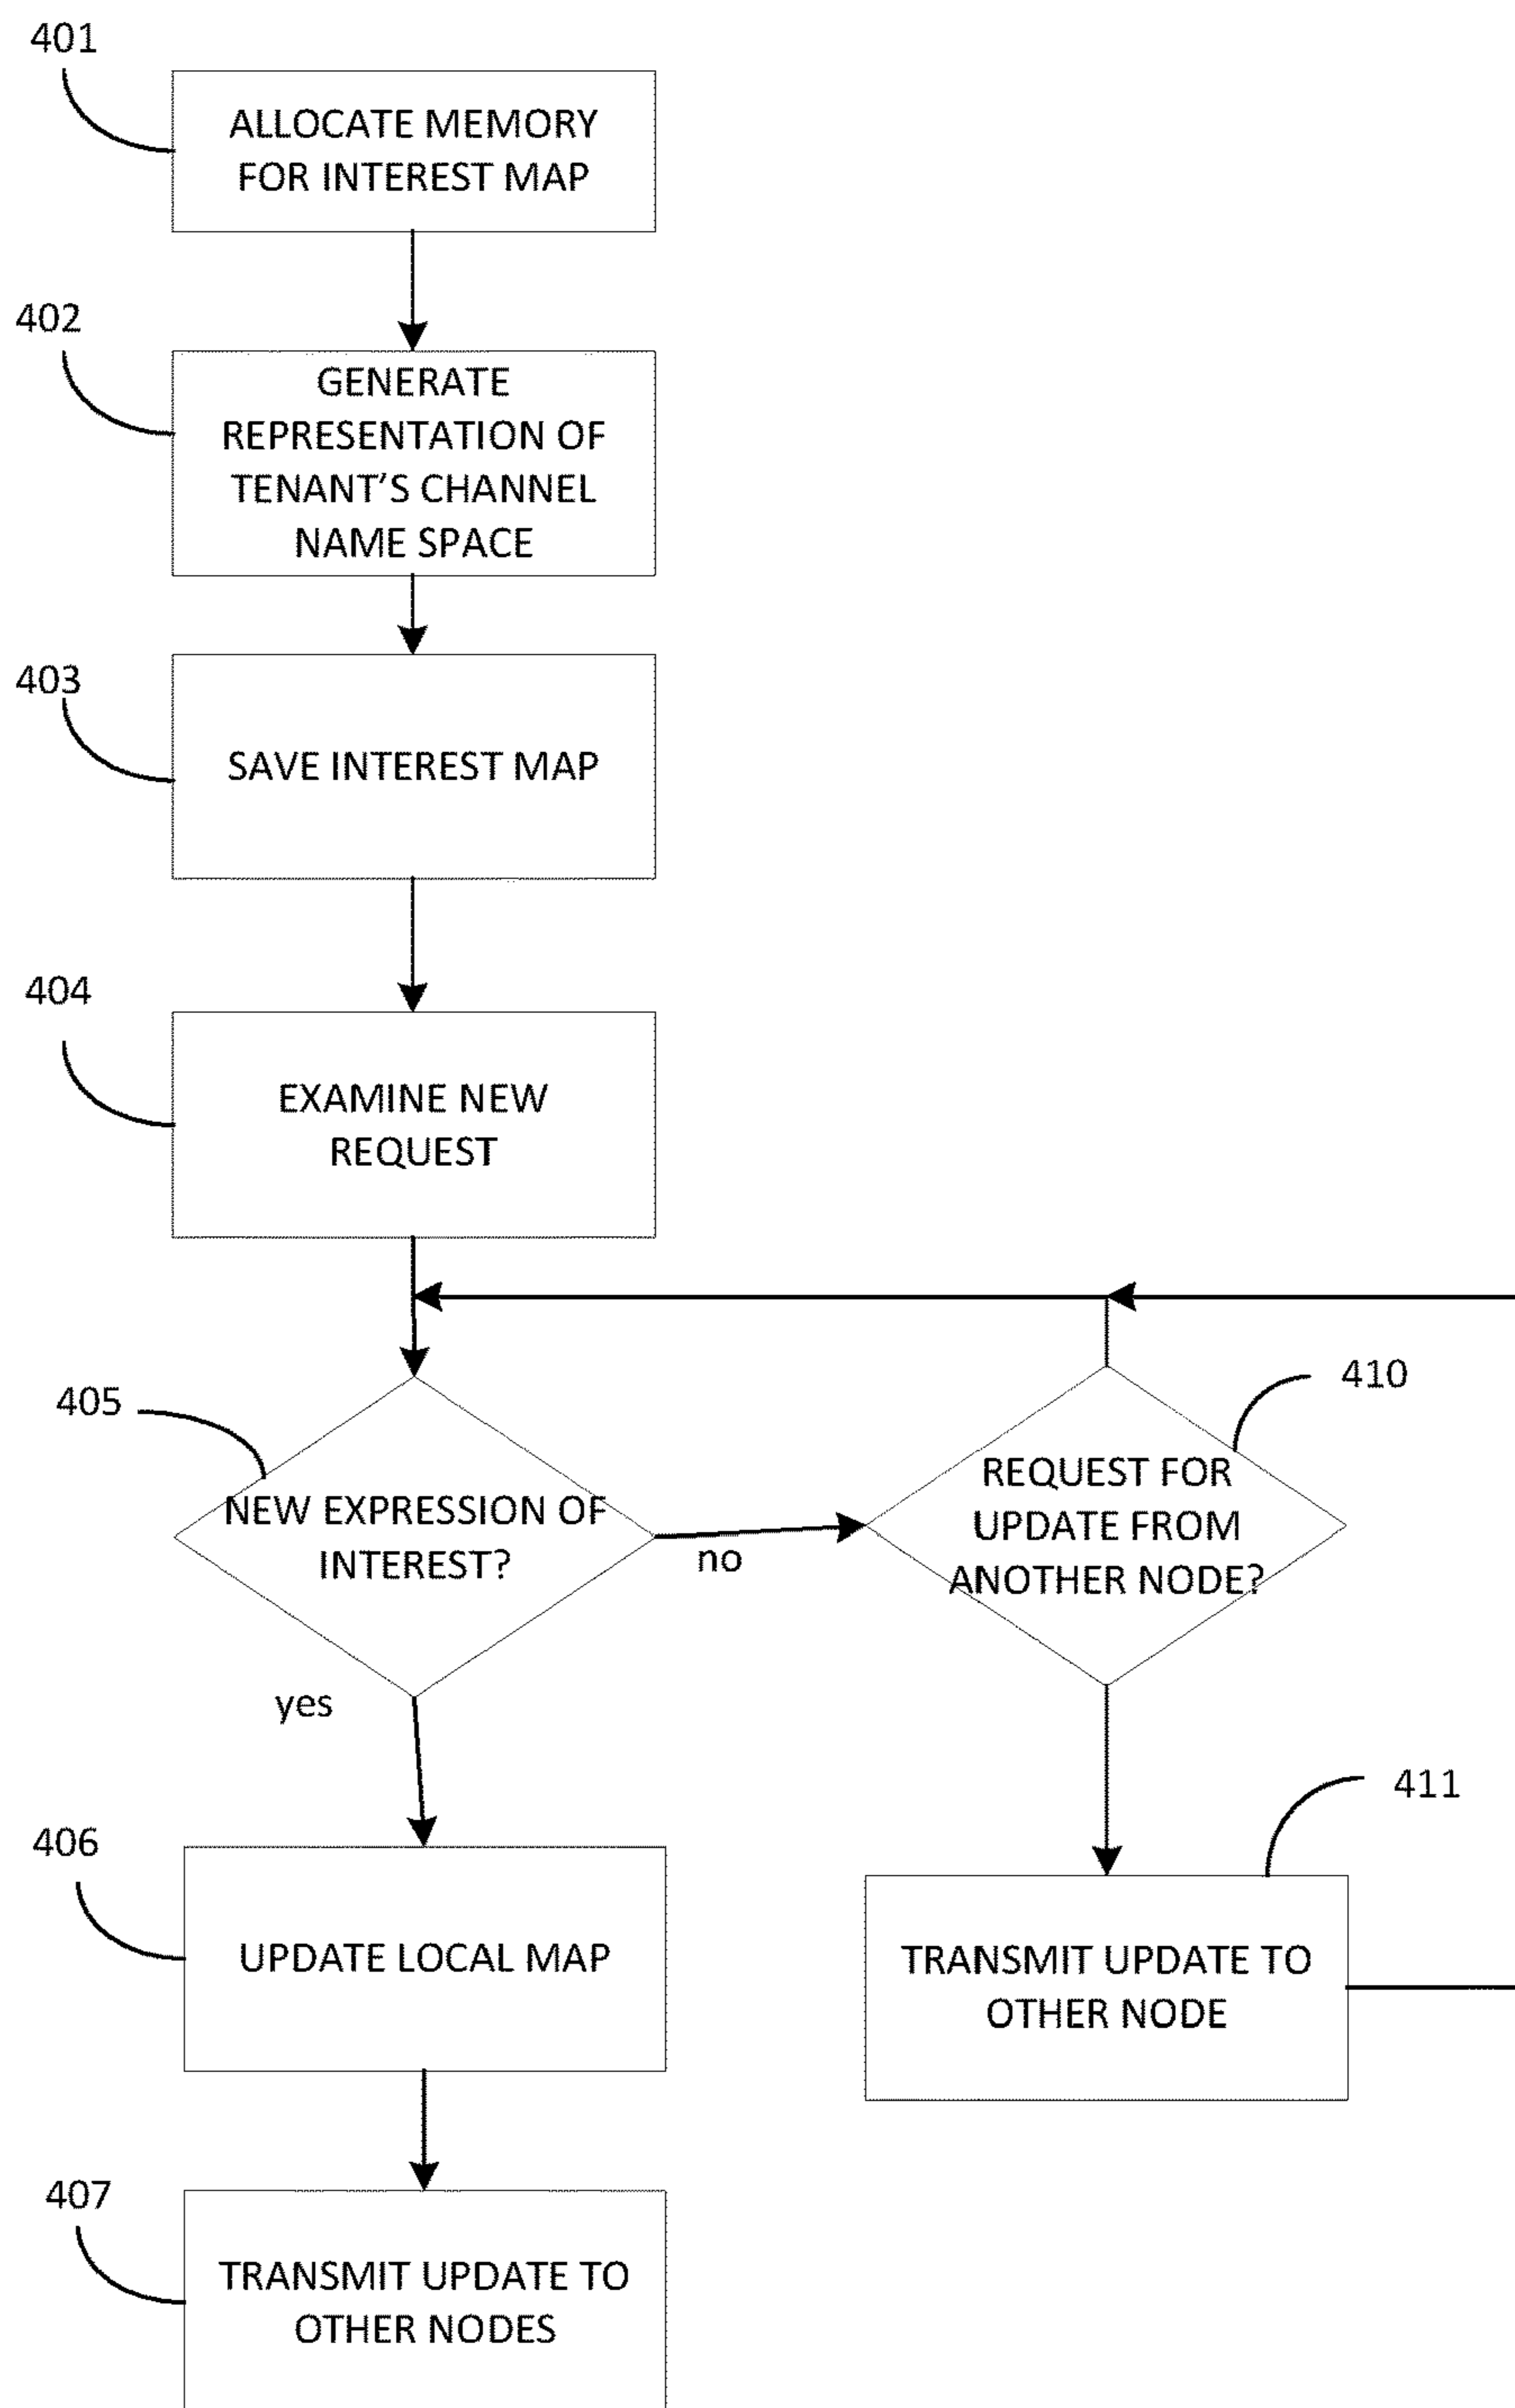 401
ALLOCATE MEMORY
FOR INTEREST MAP
402
GENERATE
REPRESENTATION OF
TENANT'S CHANNEL
NAME SPACE
403
SAVE INTEREST MAP
404
EXAMINE NEW
REQUEST
405
NEW EXPRESSION OF
INTEREST?
no
yes
410
REQUEST FOR
UPDATE FROM
ANOTHER NODE?
406
UPDATE LOCAL MAP
411
TRANSMIT UPDATE TO
OTHER NODE
407
TRANSMIT UPDATE TO
OTHER NODES